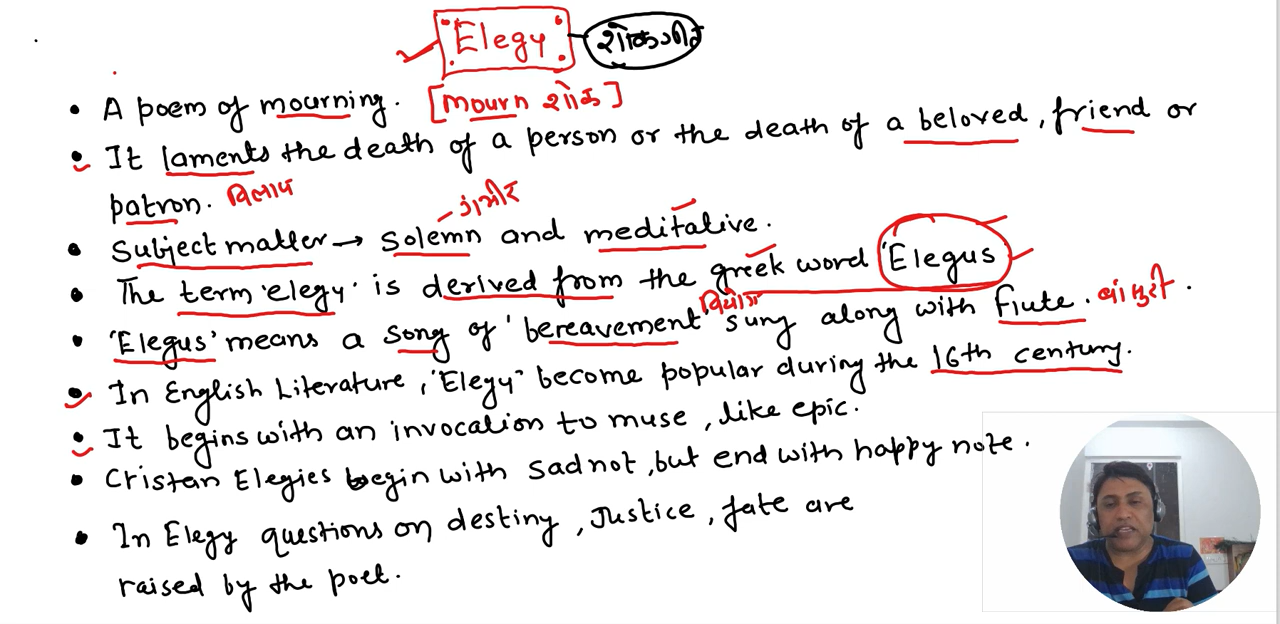 Elegy शोकगीत
• A poem of mourning. [mourn शोक]
• It laments the death of a person or the death of a beloved, friend or
patron. विलाप
गंभीर
• Subject matter → Solemn and meditative.
• The term 'elegy' is derived from the greek word 'Elegus
वियोग
• 'Elegus' means a song of 'bereavement' sung along with flute. बांसुरी.
• In English Literature, 'Elegy" become popular during the 16th century.
• It begins with an invocation to muse, like epic.
• Cristan Elegies begin with sad not, but end with happy note.
• In Elegy questions on destiny, Justice, fate are
raised by the poet.